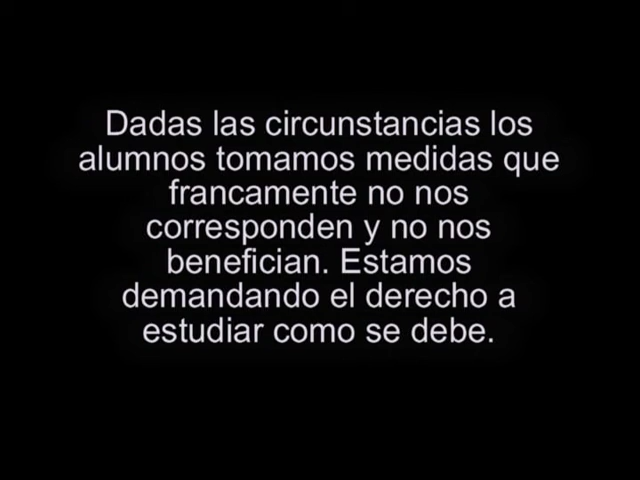 Dadas las circunstancias los
alumnos tomamos medidas que
francamente no nos
corresponden y no nos
benefician. Estamos
demandando el derecho a
estudiar como se debe.